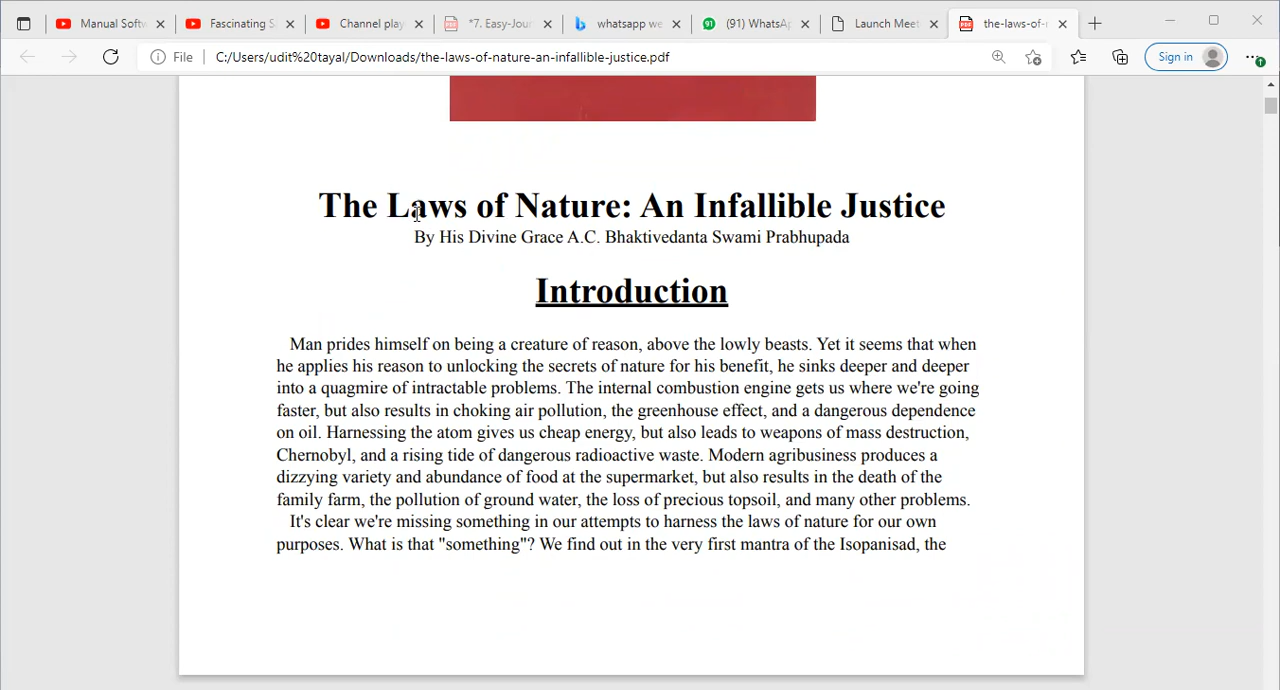 Manual Softw
Fascinating S
Channel play
*7. Easy-Jour
whatsapp we
(91) WhatsAp
Launch Meet
the-laws-of-n
File
C:/Users/udit%20tayal/Downloads/the-laws-of-nature-an-infallible-justice.pdf
Sign in
The Laws of Nature: An Infallible Justice
By His Divine Grace A.C. Bhaktivedanta Swami Prabhupada
Introduction
Man prides himself on being a creature of reason, above the lowly beasts. Yet it seems that when
he applies his reason to unlocking the secrets of nature for his benefit, he sinks deeper and deeper
into a quagmire of intractable problems. The internal combustion engine gets us where we're going
faster, but also results in choking air pollution, the greenhouse effect, and a dangerous dependence
on oil. Harnessing the atom gives us cheap energy, but also leads to weapons of mass destruction,
Chernobyl, and a rising tide of dangerous radioactive waste. Modern agribusiness produces a
dizzying variety and abundance of food at the supermarket, but also results in the death of the
family farm, the pollution of ground water, the loss of precious topsoil, and many other problems.
It's clear we're missing something in our attempts to harness the laws of nature for our own
purposes. What is that "something"? We find out in the very first mantra of the Isopanisad, the